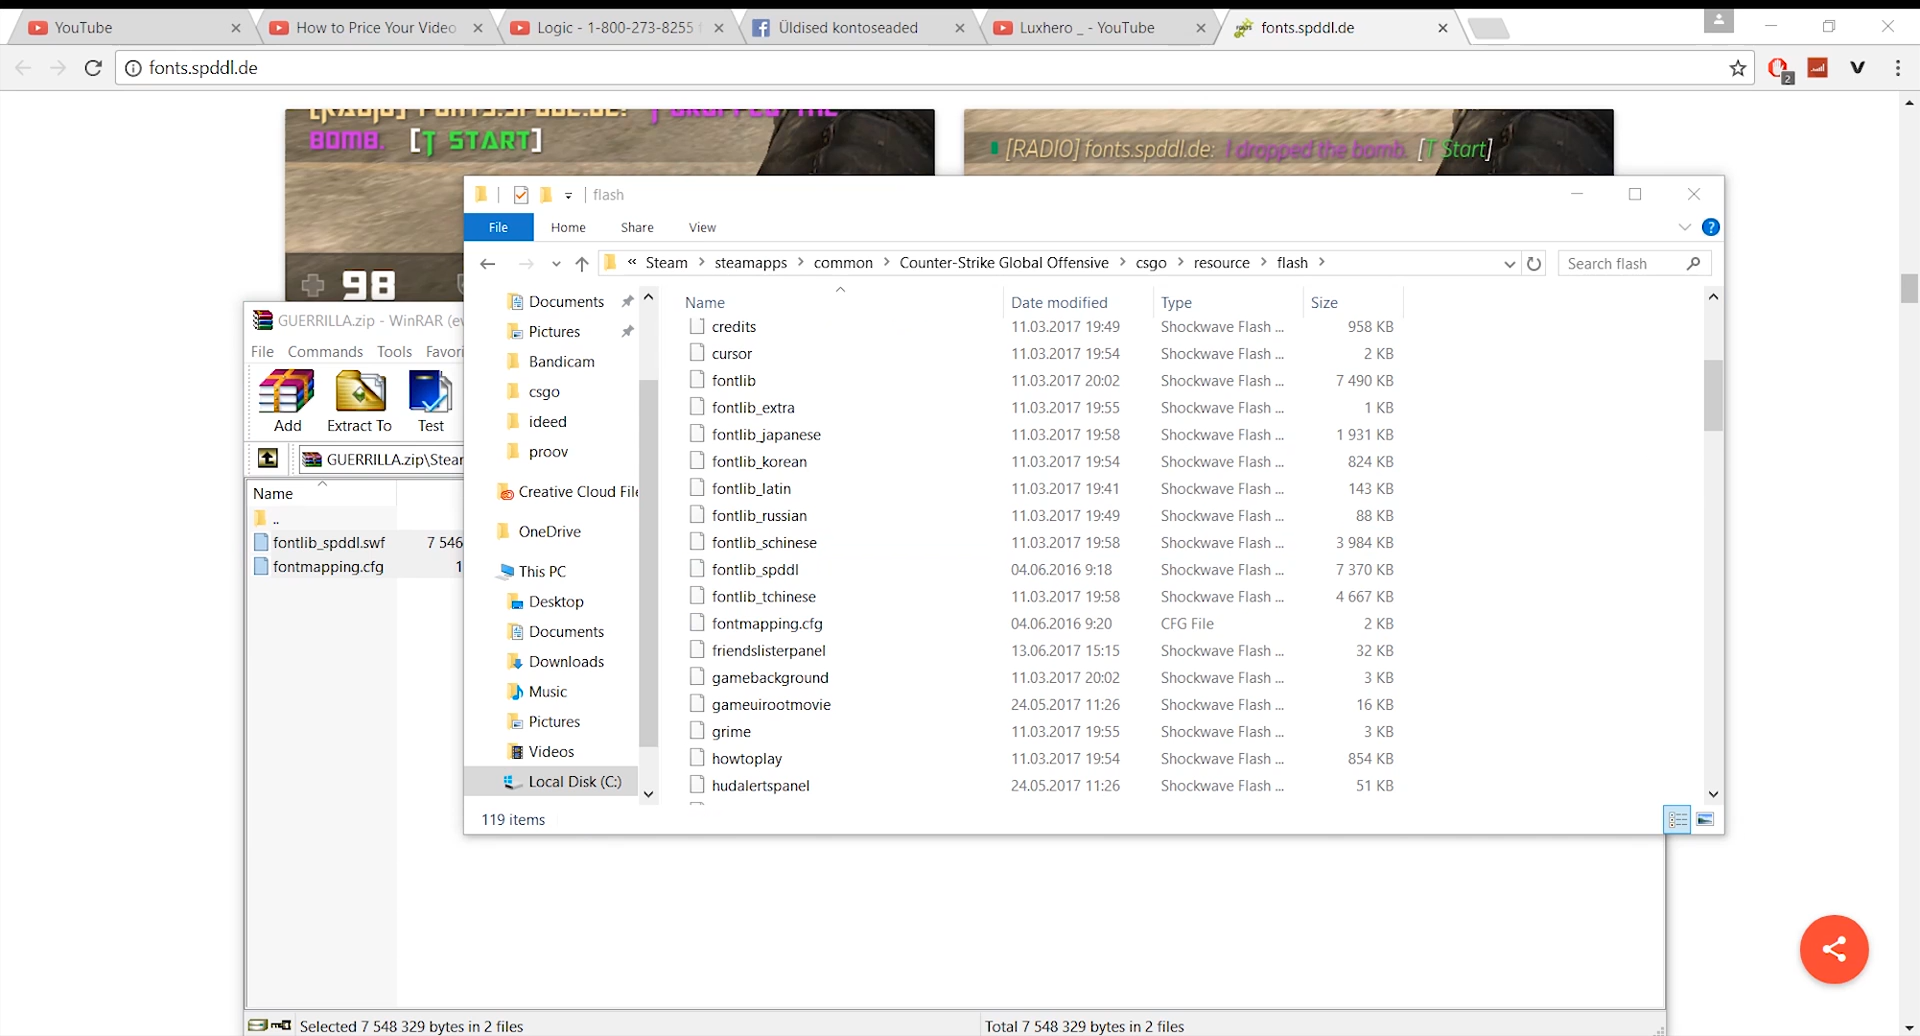 YouTube
How to Price Your Video
Logic - 1-800-273-8255 f
Üldised kontoseaded
Luxhero _ - YouTube
fonts.spddl.de
fonts.spddl.de
2
[RADIO] FONTS.SPDDL.DE: I DROPPED THE
BOMB. [T START]
98
[RADIO] fonts.spddl.de: I dropped the bomb. [T Start]
GUERRILLA.zip - WinRAR (ev
File Commands Tools Favori
Add Extract To Test
GUERRILLA.zip\Stear
Name
..
fontlib_spddl.swf 7 546
fontmapping.cfg 1
Selected 7 548 329 bytes in 2 files
Total 7 548 329 bytes in 2 files
flash
File Home Share View
« Steam > steamapps > common > Counter-Strike Global Offensive > csgo > resource > flash >
Search flash
Documents
Pictures
Bandicam
csgo
ideed
proov
Creative Cloud File
OneDrive
This PC
Desktop
Documents
Downloads
Music
Pictures
Videos
Local Disk (C:)
Name Date modified Type Size
credits 11.03.2017 19:49 Shockwave Flash ... 958 KB
cursor 11.03.2017 19:54 Shockwave Flash ... 2 KB
fontlib 11.03.2017 20:02 Shockwave Flash ... 7 490 KB
fontlib_extra 11.03.2017 19:55 Shockwave Flash ... 1 KB
fontlib_japanese 11.03.2017 19:58 Shockwave Flash ... 1 931 KB
fontlib_korean 11.03.2017 19:54 Shockwave Flash ... 824 KB
fontlib_latin 11.03.2017 19:41 Shockwave Flash ... 143 KB
fontlib_russian 11.03.2017 19:49 Shockwave Flash ... 88 KB
fontlib_schinese 11.03.2017 19:58 Shockwave Flash ... 3 984 KB
fontlib_spddl 04.06.2016 9:18 Shockwave Flash ... 7 370 KB
fontlib_tchinese 11.03.2017 19:58 Shockwave Flash ... 4 667 KB
fontmapping.cfg 04.06.2016 9:20 CFG File 2 KB
friendslisterpanel 13.06.2017 15:15 Shockwave Flash ... 32 KB
gamebackground 11.03.2017 20:02 Shockwave Flash ... 3 KB
gameuirootmovie 24.05.2017 11:26 Shockwave Flash ... 16 KB
grime 11.03.2017 19:55 Shockwave Flash ... 3 KB
howtoplay 11.03.2017 19:54 Shockwave Flash ... 854 KB
hudalertspanel 24.05.2017 11:26 Shockwave Flash ... 51 KB
119 items